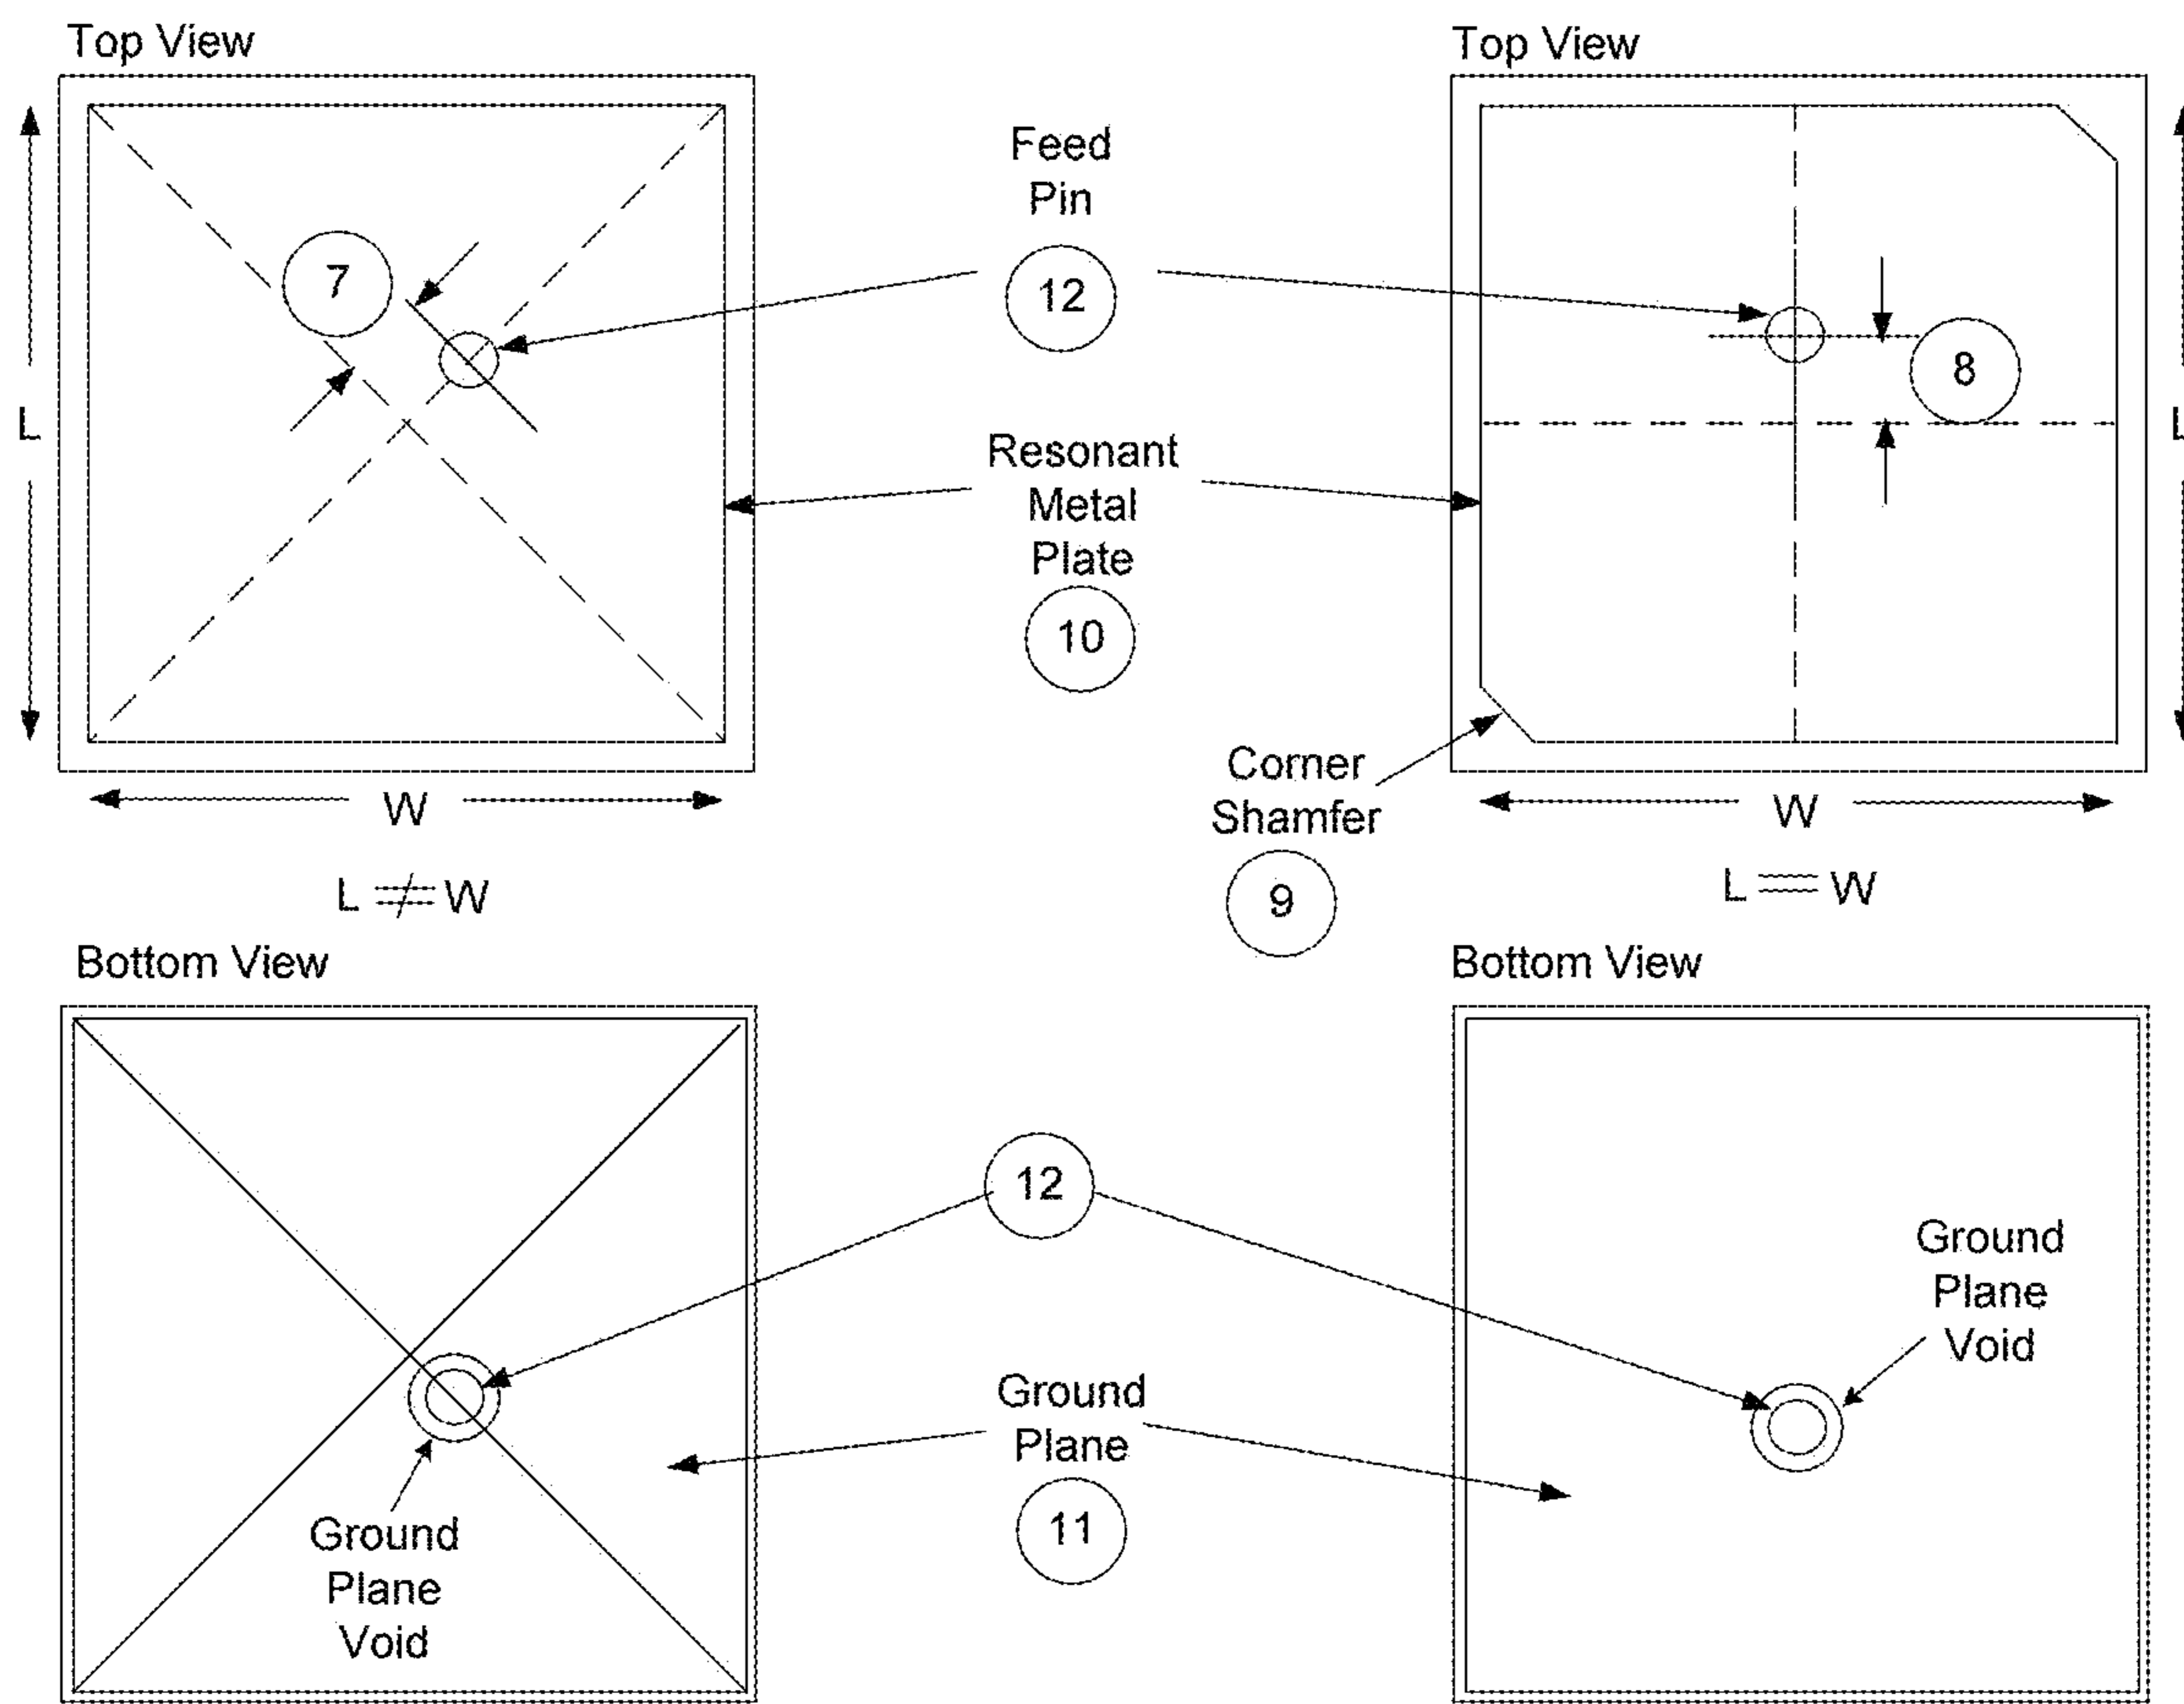 Top View
Top View
Feed
Pin
12
7
8
L
L
Resonant
Metal
Plate
10
W
W
Corner
Shamfer
9
L ≠ W
L = W
Bottom View
Bottom View
12
Ground
Plane
Void
Ground
Plane
11
Ground
Plane
Void